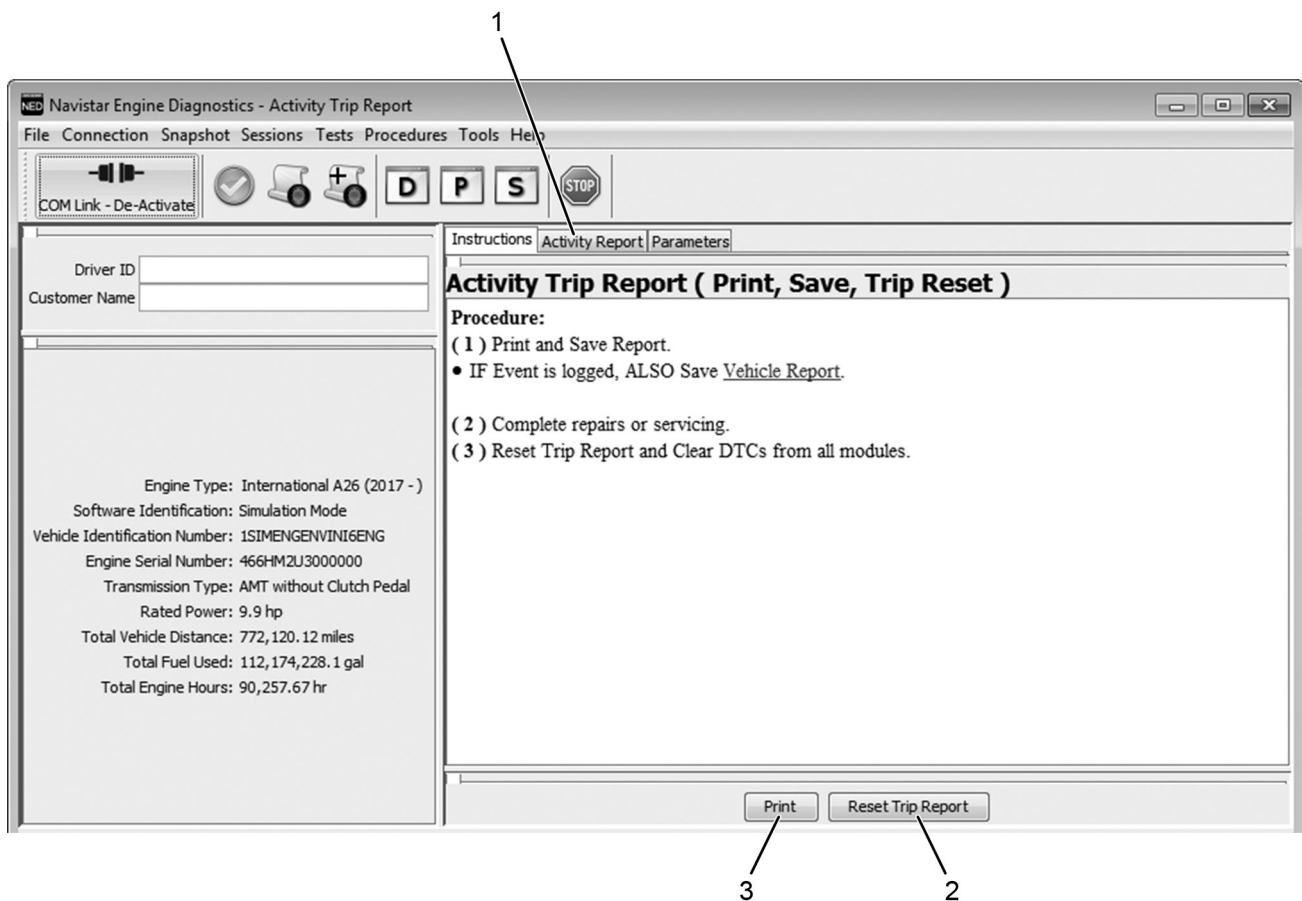 1
NED Navistar Engine Diagnostics - Activity Trip Report
File Connection Snapshot Sessions Tests Procedures Tools Help
COM Link - De-Activate
D P S STOP
Instructions Activity Report Parameters
Driver ID
Customer Name
Activity Trip Report ( Print, Save, Trip Reset )
Procedure:
( 1 ) Print and Save Report.
• IF Event is logged, ALSO Save Vehicle Report.
( 2 ) Complete repairs or servicing.
( 3 ) Reset Trip Report and Clear DTCs from all modules.
Engine Type: International A26 (2017 - )
Software Identification: Simulation Mode
Vehicle Identification Number: 1SIMENGENVINI6ENG
Engine Serial Number: 466HM2U3000000
Transmission Type: AMT without Clutch Pedal
Rated Power: 9.9 hp
Total Vehicle Distance: 772,120.12 miles
Total Fuel Used: 112,174,228.1 gal
Total Engine Hours: 90,257.67 hr
Print Reset Trip Report
3 2